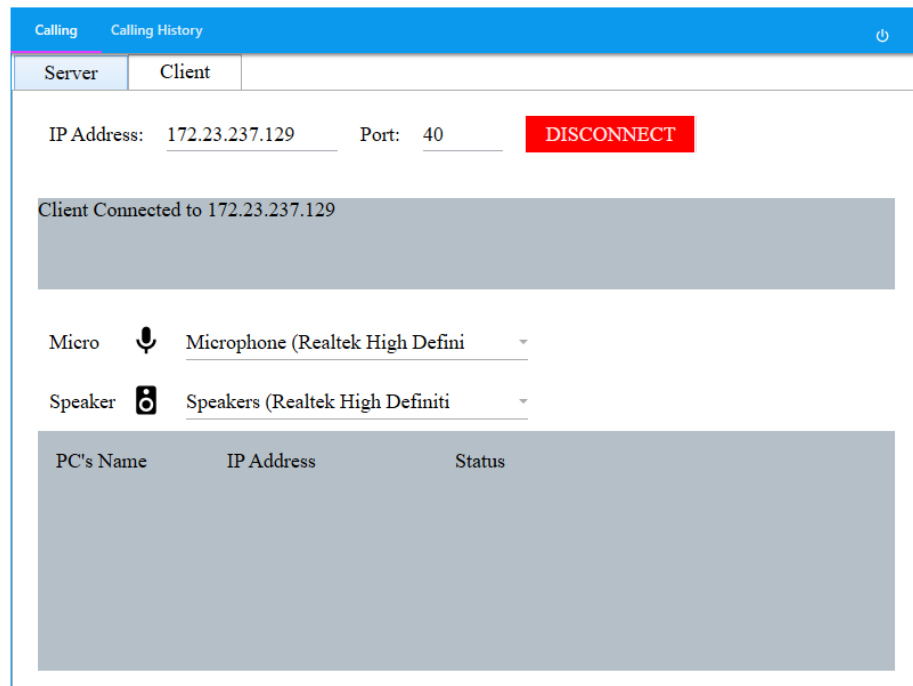 Calling Calling History
Server Client
IP Address: 172.23.237.129 Port: 40 DISCONNECT
Client Connected to 172.23.237.129
Micro Microphone (Realtek High Defini
Speaker Speakers (Realtek High Definiti
PC's Name IP Address Status